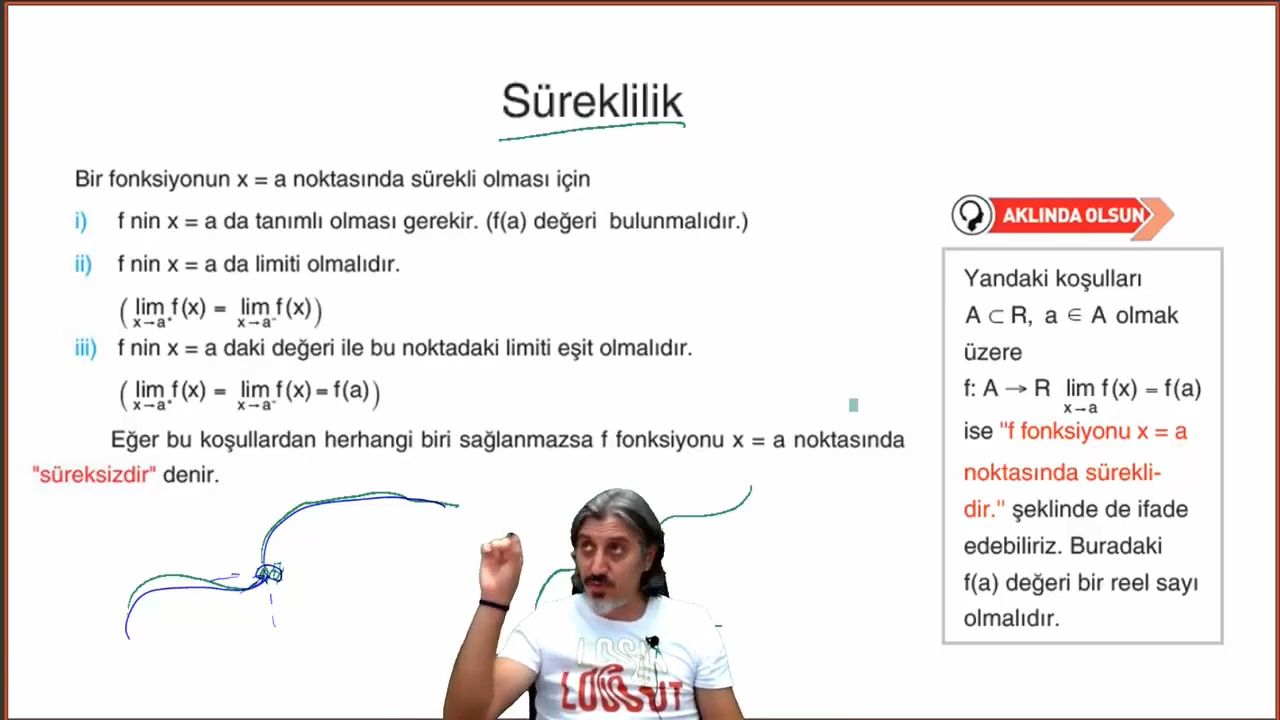 Süreklilik
Bir fonksiyonun x = a noktasında sürekli olması için
i) f nin x = a da tanımlı olması gerekir. (f(a) değeri bulunmalıdır.)
ii) f nin x = a da limiti olmalıdır.
( lim f(x) = lim f(x) )
x→a⁺ x→a⁻
iii) f nin x = a daki değeri ile bu noktadaki limiti eşit olmalıdır.
( lim f(x) = lim f(x) = f(a) )
x→a⁺ x→a⁻
Eğer bu koşullardan herhangi biri sağlanmazsa f fonksiyonu x = a noktasında
"süreksizdir" denir.
AKLINDA OLSUN
Yandaki koşulları
A ⊂ R, a ∈ A olmak
üzere
f: A → R lim f(x) = f(a)
x→a
ise "f fonksiyonu x = a
noktasında sürekli-
dir." şeklinde de ifade
edebiliriz. Buradaki
f(a) değeri bir reel sayı
olmalıdır.